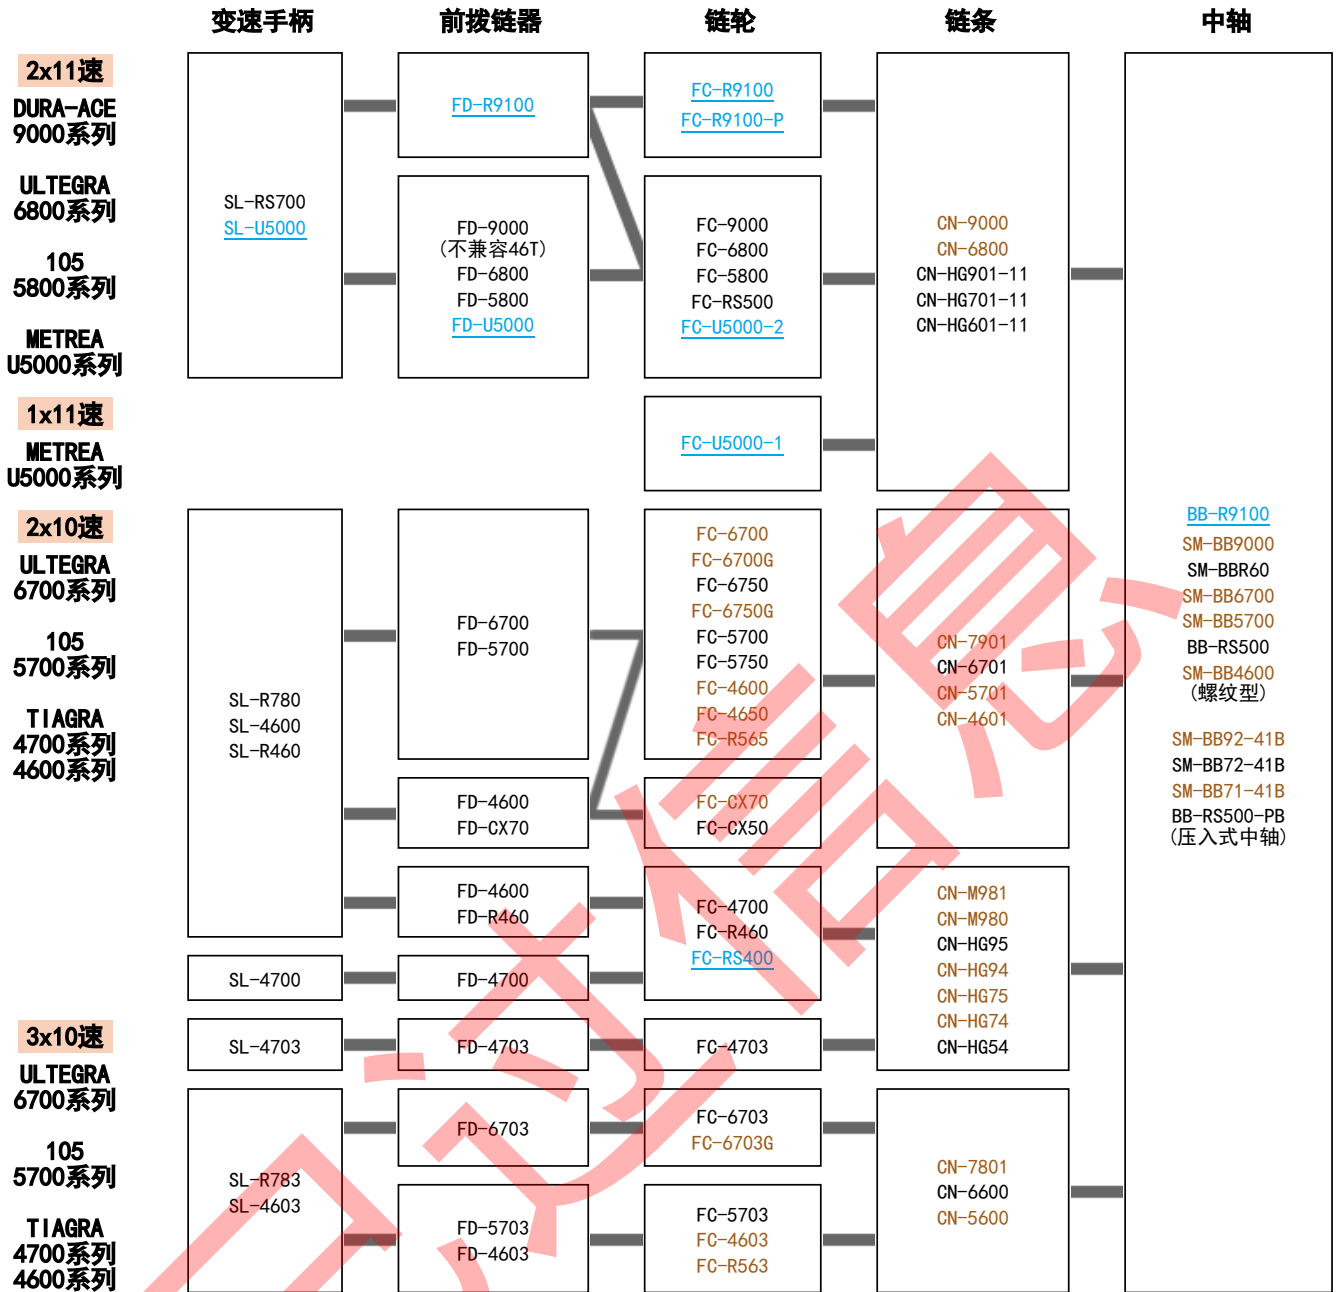 变速手柄
前拨链器
链轮
链条
中轴
2x11速
DURA-ACE
9000系列
ULTEGRA
6800系列
105
5800系列
METREA
U5000系列
SL-RS700
SL-U5000
FD-R9100
FD-9000
(不兼容46T)
FD-6800
FD-5800
FD-U5000
FC-R9100
FC-R9100-P
FC-9000
FC-6800
FC-5800
FC-RS500
FC-U5000-2
CN-9000
CN-6800
CN-HG901-11
CN-HG701-11
CN-HG601-11
1x11速
METREA
U5000系列
FC-U5000-1
2x10速
ULTEGRA
6700系列
105
5700系列
TIAGRA
4700系列
4600系列
SL-R780
SL-4600
SL-R460
FD-6700
FD-5700
FC-6700
FC-6700G
FC-6750
FC-6750G
FC-5700
FC-5750
FC-4600
FC-4650
FC-R565
CN-7901
CN-6701
CN-5701
CN-4601
FD-4600
FD-CX70
FC-CX70
FC-CX50
FD-4600
FD-R460
FC-4700
FC-R460
FC-RS400
CN-M981
CN-M980
CN-HG95
CN-HG94
CN-HG75
CN-HG74
CN-HG54
SL-4700
FD-4700
3x10速
ULTEGRA
6700系列
105
5700系列
TIAGRA
4700系列
4600系列
SL-4703
FD-4703
FC-4703
SL-R783
SL-4603
FD-6703
FC-6703
FC-6703G
FD-5703
FD-4603
FC-5703
FC-4603
FC-R563
CN-7801
CN-6600
CN-5600
BB-R9100
SM-BB9000
SM-BBR60
SM-BB6700
SM-BB5700
BB-RS500
SM-BB4600
(螺纹型)
SM-BB92-41B
SM-BB72-41B
SM-BB71-41B
BB-RS500-PB
(压入式中轴)
过信息